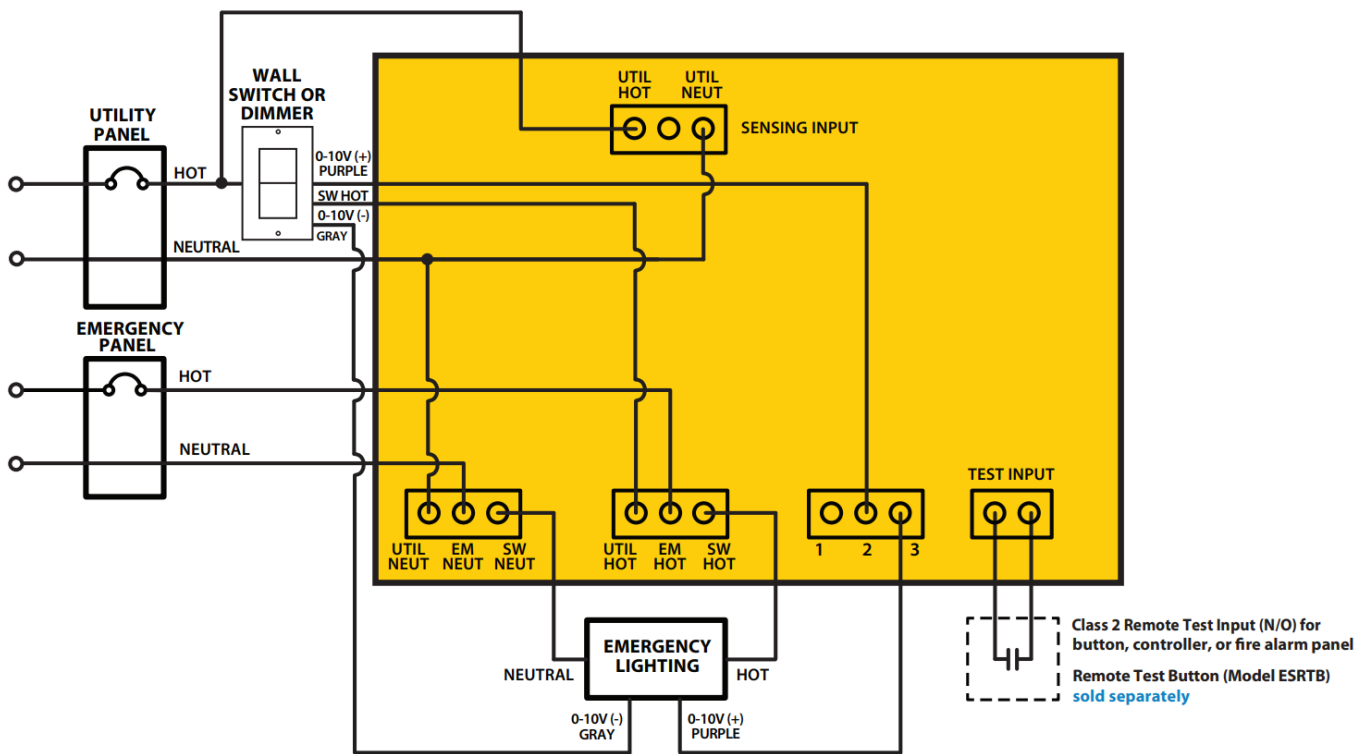 WALL
SWITCH OR
DIMMER
UTILITY
PANEL
HOT
0-10V (+)
PURPLE
SW HOT
0-10V (-)
GRAY
NEUTRAL
UTIL
HOT
UTIL
NEUT
SENSING INPUT
EMERGENCY
PANEL
HOT
NEUTRAL
UTIL
NEUT
EM
NEUT
SW
NEUT
UTIL
HOT
EM
HOT
SW
HOT
1
2
3
TEST INPUT
EMERGENCY
LIGHTING
NEUTRAL
HOT
0-10V (-)
GRAY
0-10V (+)
PURPLE
Class 2 Remote Test Input (N/O) for
button, controller, or fire alarm panel
Remote Test Button (Model ESRTB)
sold separately